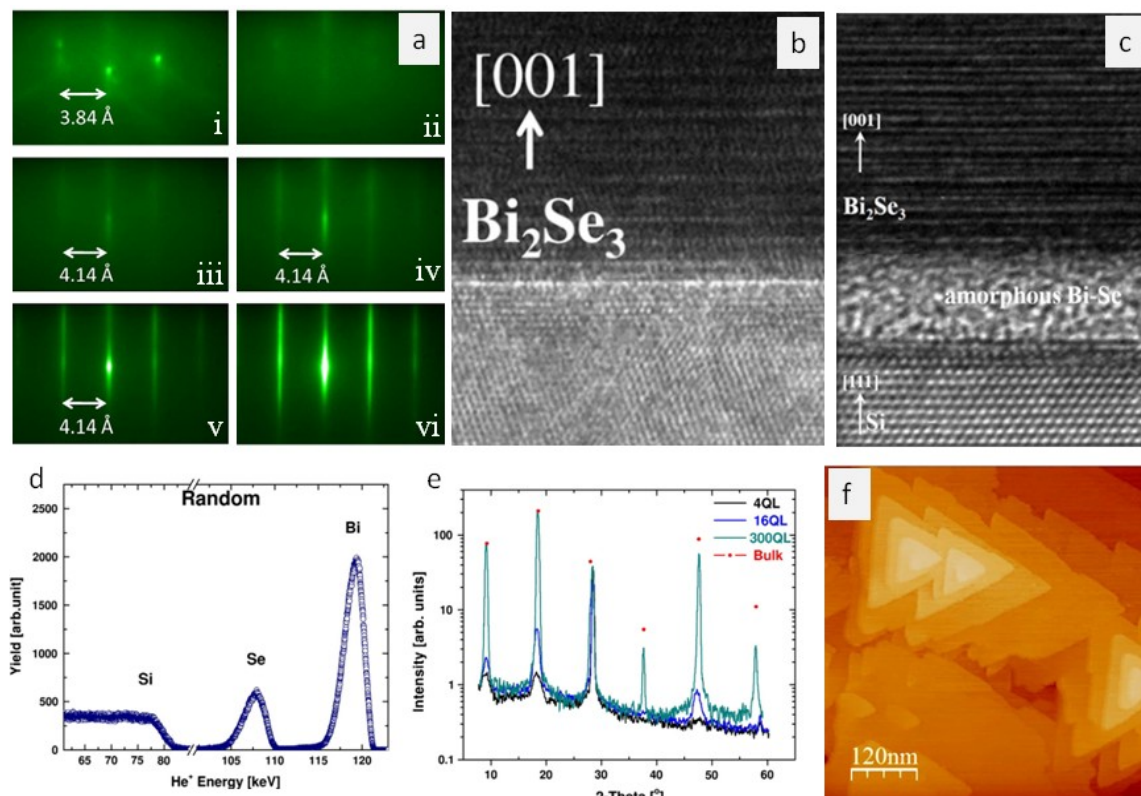 a
3.84 Å
i
ii
4.14 Å
iii
4.14 Å
iv
4.14 Å
v
vi
b
[001]
Bi₂Se₃
c
[001]
Bi₂Se₃
amorphous Bi-Se
[111]
Si
d
Random
2500
2000
1500
1000
500
0
Yield [arb.unit]
Si
Se
Bi
65 70 75 80 105 110 115 120
He⁺ Energy [keV]
e
4QL
16QL
300QL
Bulk
100
10
1
0.1
Intensity [arb. units]
10 20 30 40 50 60
2 Theta [°]
f
120nm